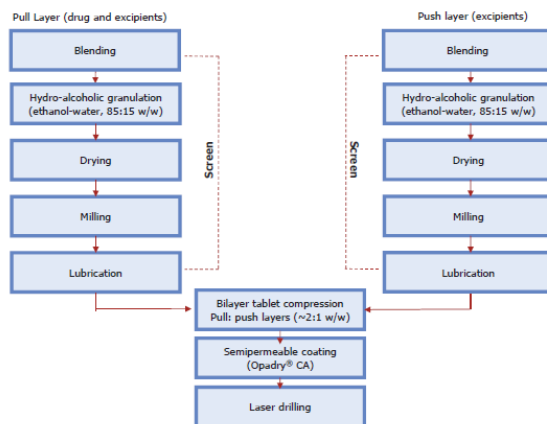 Pull Layer (drug and excipients)
Blending
Hydro-alcoholic granulation
(ethanol-water, 85:15 w/w)
Drying
Milling
Lubrication
Screen
Push layer (excipients)
Blending
Hydro-alcoholic granulation
(ethanol-water, 85:15 w/w)
Drying
Milling
Lubrication
Screen
Bilayer tablet compression
Pull: push layers (~2:1 w/w)
Semipermeable coating
(Opadry® CA)
Laser drilling